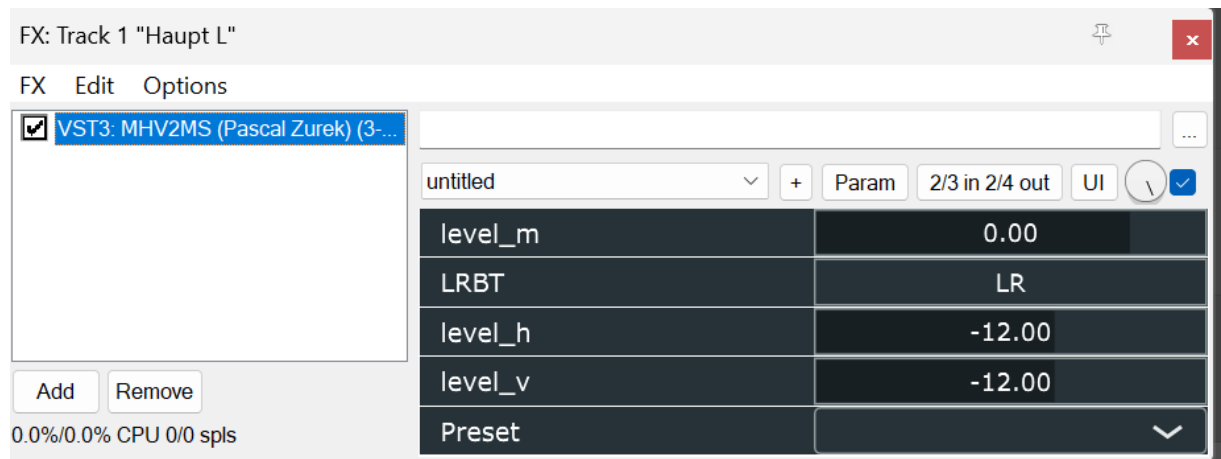 FX: Track 1 "Haupt L"
FX Edit Options
VST3: MHV2MS (Pascal Zurek) (3-...
...
untitled + Param 2/3 in 2/4 out UI
level_m 0.00
LRBT LR
level_h -12.00
level_v -12.00
Preset
Add Remove
0.0%/0.0% CPU 0/0 spls